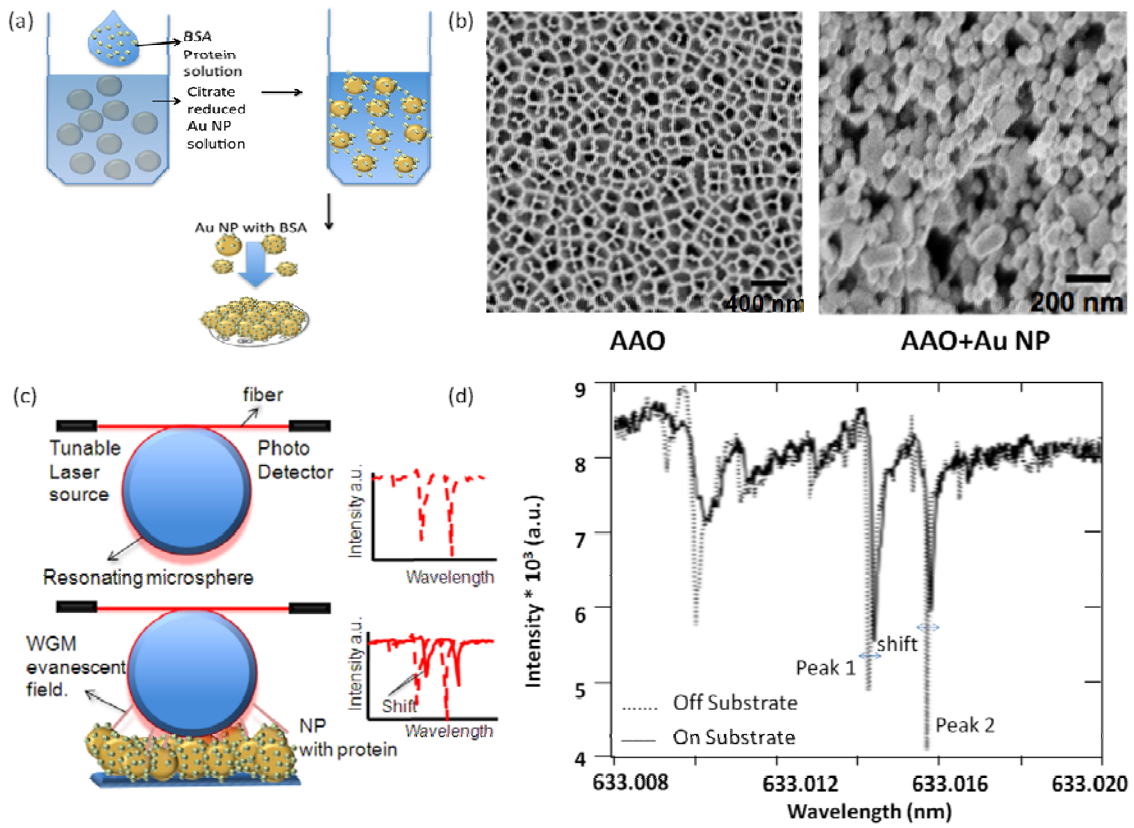 (a)
BSA
Protein
solution
Citrate
reduced
Au NP
solution
Au NP with BSA
(b)
400 nm
200 nm
AAO
AAO+Au NP
(c)
fiber
Tunable
Laser
source
Photo
Detector
Resonating microsphere
Intensity a.u.
Wavelength
WGM
evanescent
field.
NP
with protein
Intensity a.u.
Shift
Wavelength
(d)
9
8
7
6
5
4
Intensity * 10³ (a.u.)
Peak 1
shift
Peak 2
...... Off Substrate
On Substrate
633.008
633.012
633.016
633.020
Wavelength (nm)